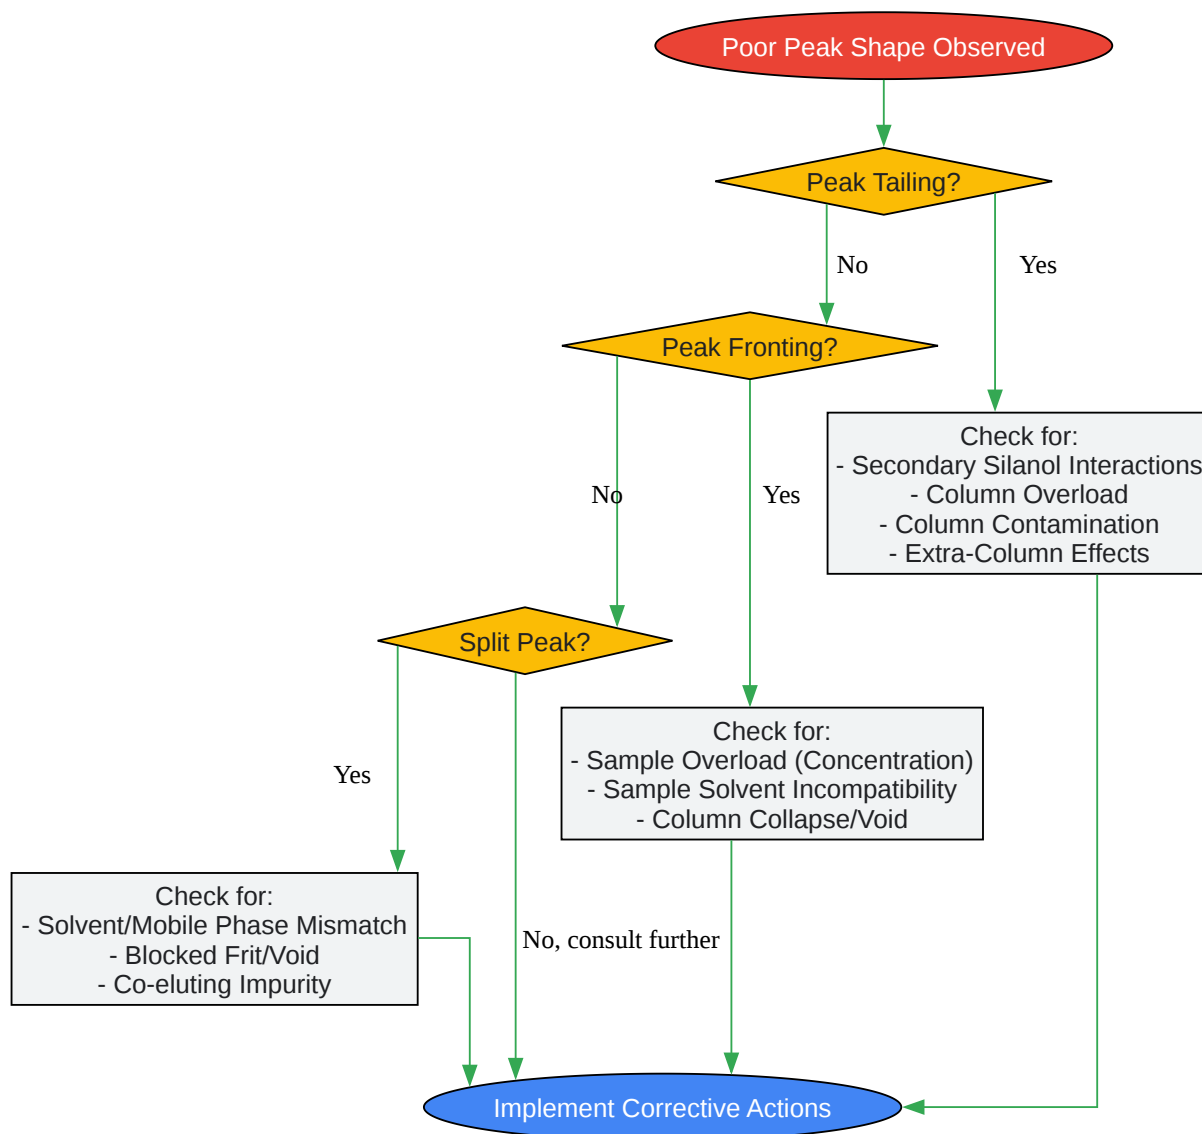 Poor Peak Shape Observed
Peak Tailing?
No
Yes
Peak Fronting?
Check for:
- Secondary Silanol Interactions
- Column Overload
- Column Contamination
- Extra-Column Effects
No
Yes
Split Peak?
Check for:
- Sample Overload (Concentration)
- Sample Solvent Incompatibility
- Column Collapse/Void
Yes
Check for:
- Solvent/Mobile Phase Mismatch
- Blocked Frit/Void
- Co-eluting Impurity
No, consult further
Implement Corrective Actions